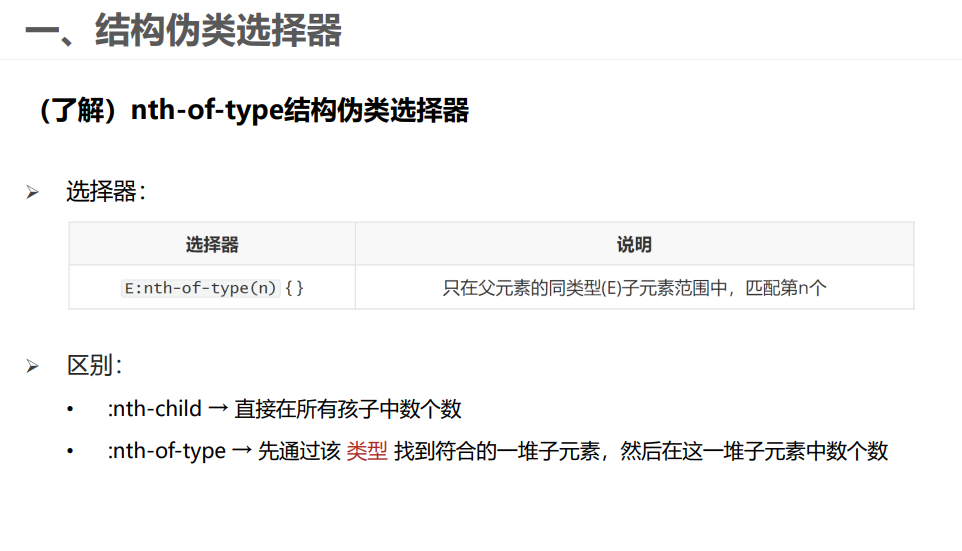 一、结构伪类选择器
（了解）nth-of-type结构伪类选择器
➢ 选择器：
选择器 说明
E:nth-of-type(n) {} 只在父元素的同类型(E)子元素范围中，匹配第n个
➢ 区别：
• :nth-child → 直接在所有孩子中数个数
• :nth-of-type → 先通过该 类型 找到符合的一堆子元素，然后在这一堆子元素中数个数